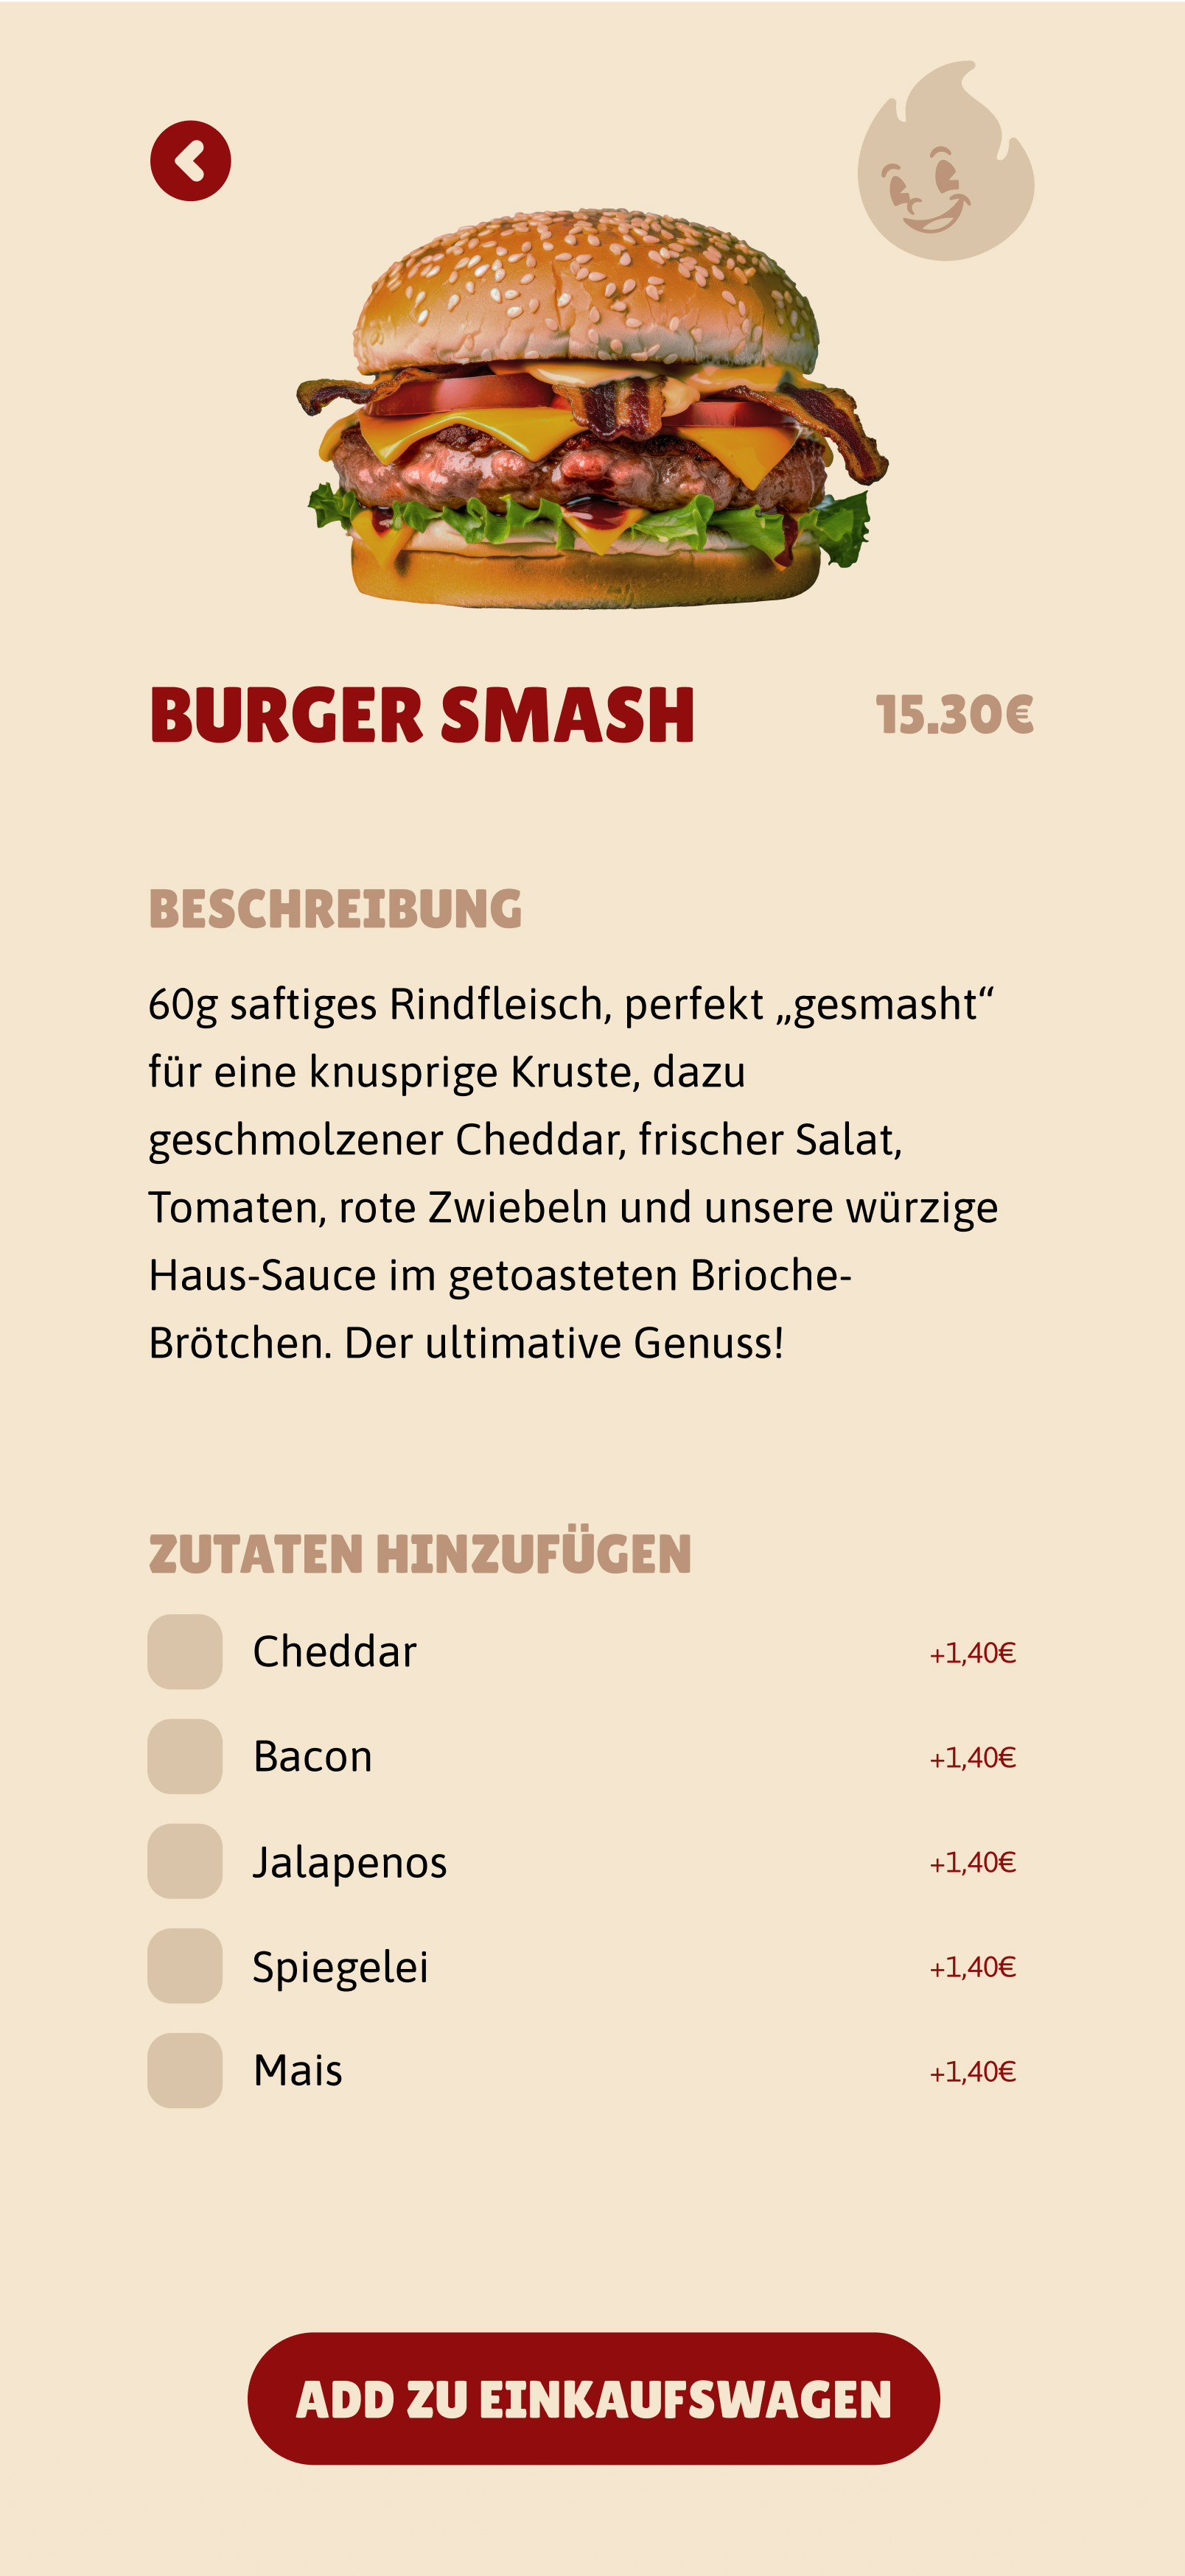 BURGER SMASH
15.30€
BESCHREIBUNG
60g saftiges Rindfleisch, perfekt „gesmasht“
für eine knusprige Kruste, dazu
geschmolzener Cheddar, frischer Salat,
Tomaten, rote Zwiebeln und unsere würzige
Haus-Sauce im getoasteten Brioche-
Brötchen. Der ultimative Genuss!
ZUTATEN HINZUFÜGEN
Cheddar +1,40€
Bacon +1,40€
Jalapenos +1,40€
Spiegelei +1,40€
Mais +1,40€
ADD ZU EINKAUFSWAGEN